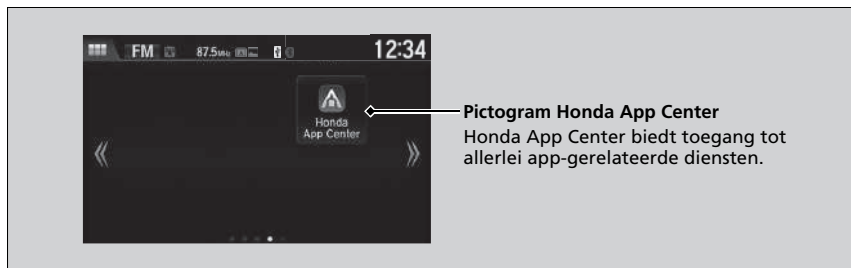 FM 87.5MHz 12:34
Honda
App Center
Pictogram Honda App Center
Honda App Center biedt toegang tot
allerlei app-gerelateerde diensten.